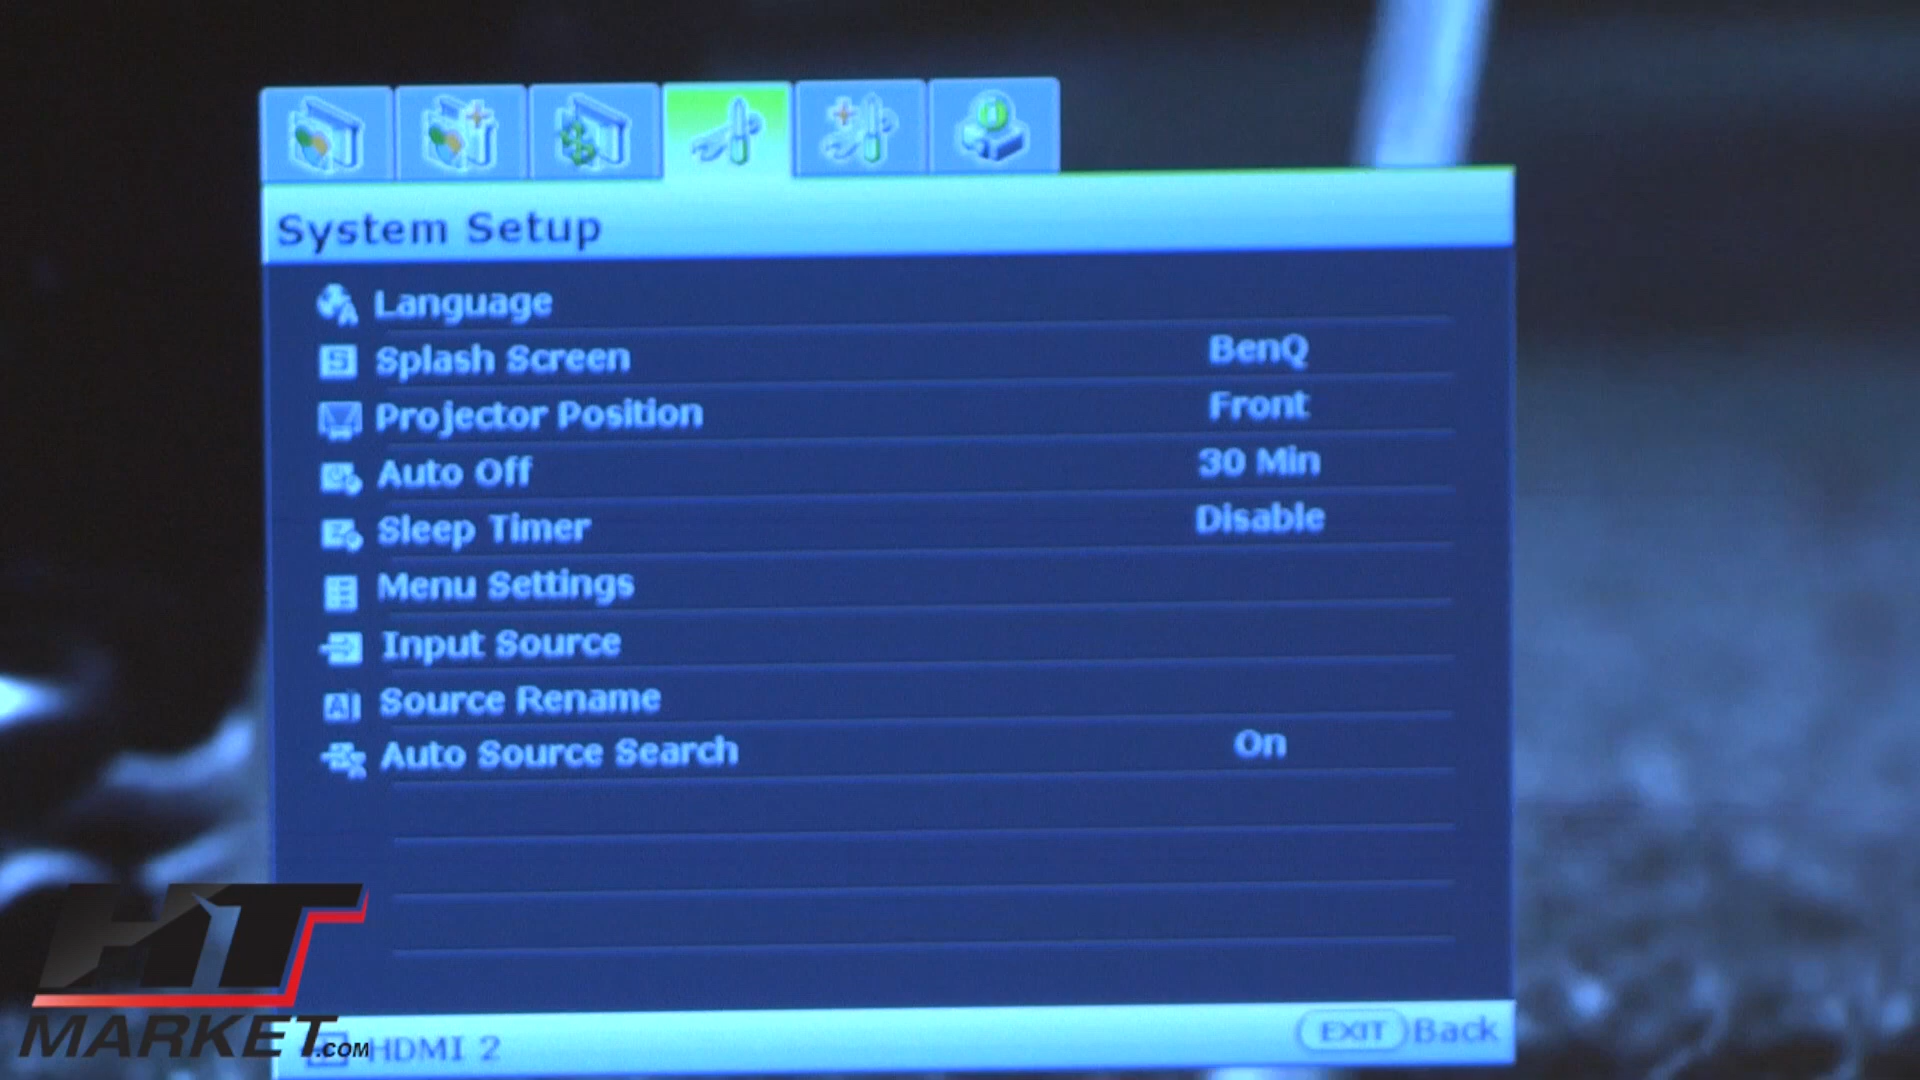 System Setup
Language
Splash Screen BenQ
Projector Position Front
Auto Off 30 Min
Sleep Timer Disable
Menu Settings
Input Source
Source Rename
Auto Source Search On
HDMI 2 EXIT Back
HT
MARKET.COM